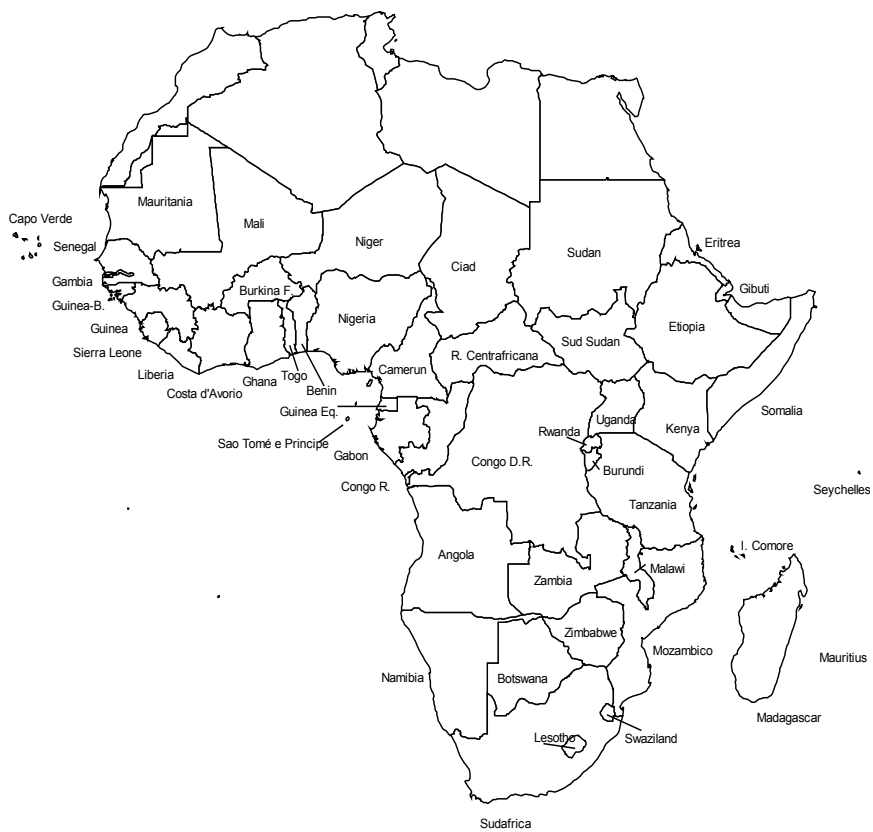 Mauritania
Capo Verde
Mali
Senegal
Niger
Sudan
Eritrea
Ciad
Gambia
Gibuti
Burkina F.
Guinea-B.
Nigeria
Guinea
Etiopia
Sierra Leone
Sud Sudan
R. Centrafricana
Liberia
Camerun
Togo
Ghana
Costa d'Avorio
Benin
Guinea Eq.
Somalia
Uganda
Kenya
Rwanda
Sao Tomé e Principe
Gabon
Congo D.R.
Burundi
Congo R.
Seychelles
Tanzania
I. Comore
Angola
Malawi
Zambia
Zimbabwe
Mozambico
Mauritius
Namibia
Botswana
Madagascar
Lesotho
Swaziland
Sudafrica